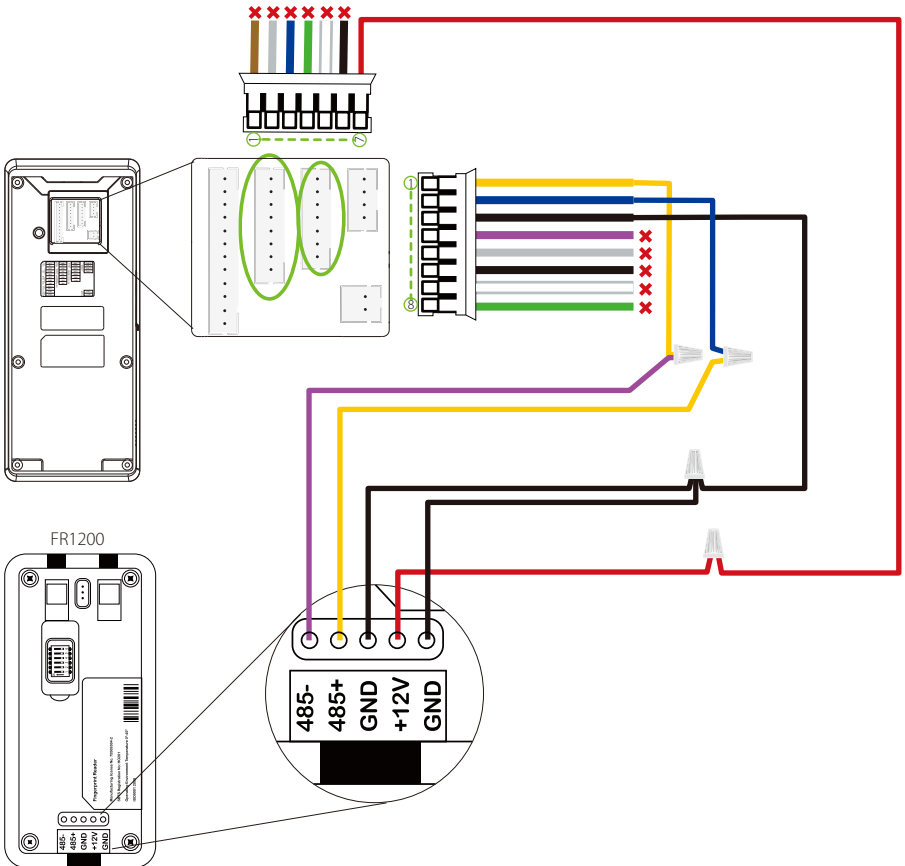 1
7
1
8
FR1200
Fingerprint Reader
485-
485+
GND
+12V
GND
485-
485+
GND
+12V
GND